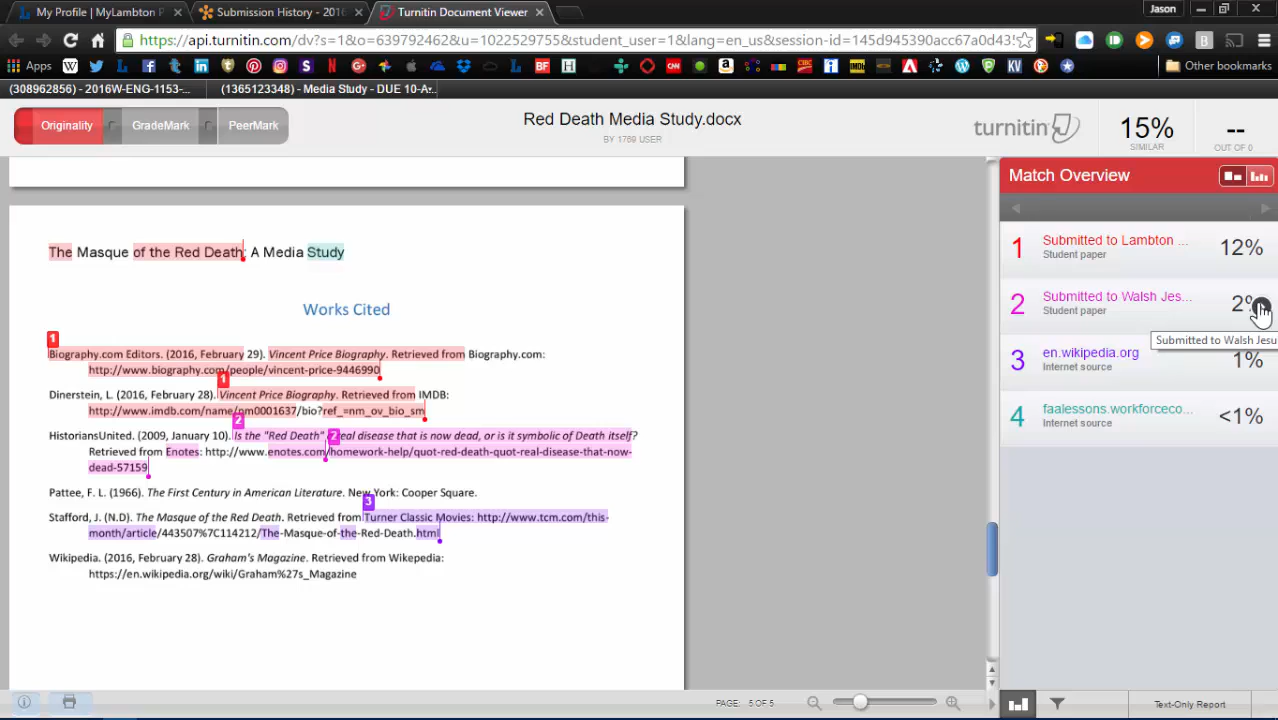 My Profile | MyLambton P
Submission History - 2016
Turnitin Document Viewer
Jason
https://api.turnitin.com/dv?s=1&o=639792462&u=1022529755&student_user=1&lang=en_us&session-id=145d945390acc67a0d43
Apps
Other bookmarks
(308962856) - 2016W-ENG-1153-...
(1365123348) - Media Study - DUE 10-A...
Originality
GradeMark
PeerMark
Red Death Media Study.docx
BY 1769 USER
turnitin
15%
SIMILAR
--
OUT OF 0
The Masque of the Red Death: A Media Study
Works Cited
1
Biography.com Editors. (2016, February 29). Vincent Price Biography. Retrieved from Biography.com:
http://www.biography.com/people/vincent-price-9446990
1
Dinerstein, L. (2016, February 28). Vincent Price Biography. Retrieved from IMDB:
http://www.imdb.com/name/nm0001637/bio?ref_=nm_ov_bio_sm
2
HistoriansUnited. (2009, January 10). Is the "Red Death" real disease that is now dead, or is it symbolic of Death itself?
2
Retrieved from Enotes: http://www.enotes.com/homework-help/quot-red-death-quot-real-disease-that-now-
dead-57159
Pattee, F. L. (1966). The First Century in American Literature. New York: Cooper Square.
3
Stafford, J. (N.D). The Masque of the Red Death. Retrieved from Turner Classic Movies: http://www.tcm.com/this-
month/article/443507%7C114212/The-Masque-of-the-Red-Death.html
Wikipedia. (2016, February 28). Graham's Magazine. Retrieved from Wikepedia:
https://en.wikipedia.org/wiki/Graham%27s_Magazine
Match Overview
1
Submitted to Lambton ...
Student paper
12%
2
Submitted to Walsh Jes...
Student paper
2%
Submitted to Walsh Jesu
3
en.wikipedia.org
Internet source
1%
4
faalessons.workforceco...
Internet source
<1%
PAGE: 5 OF 5
Text-Only Report